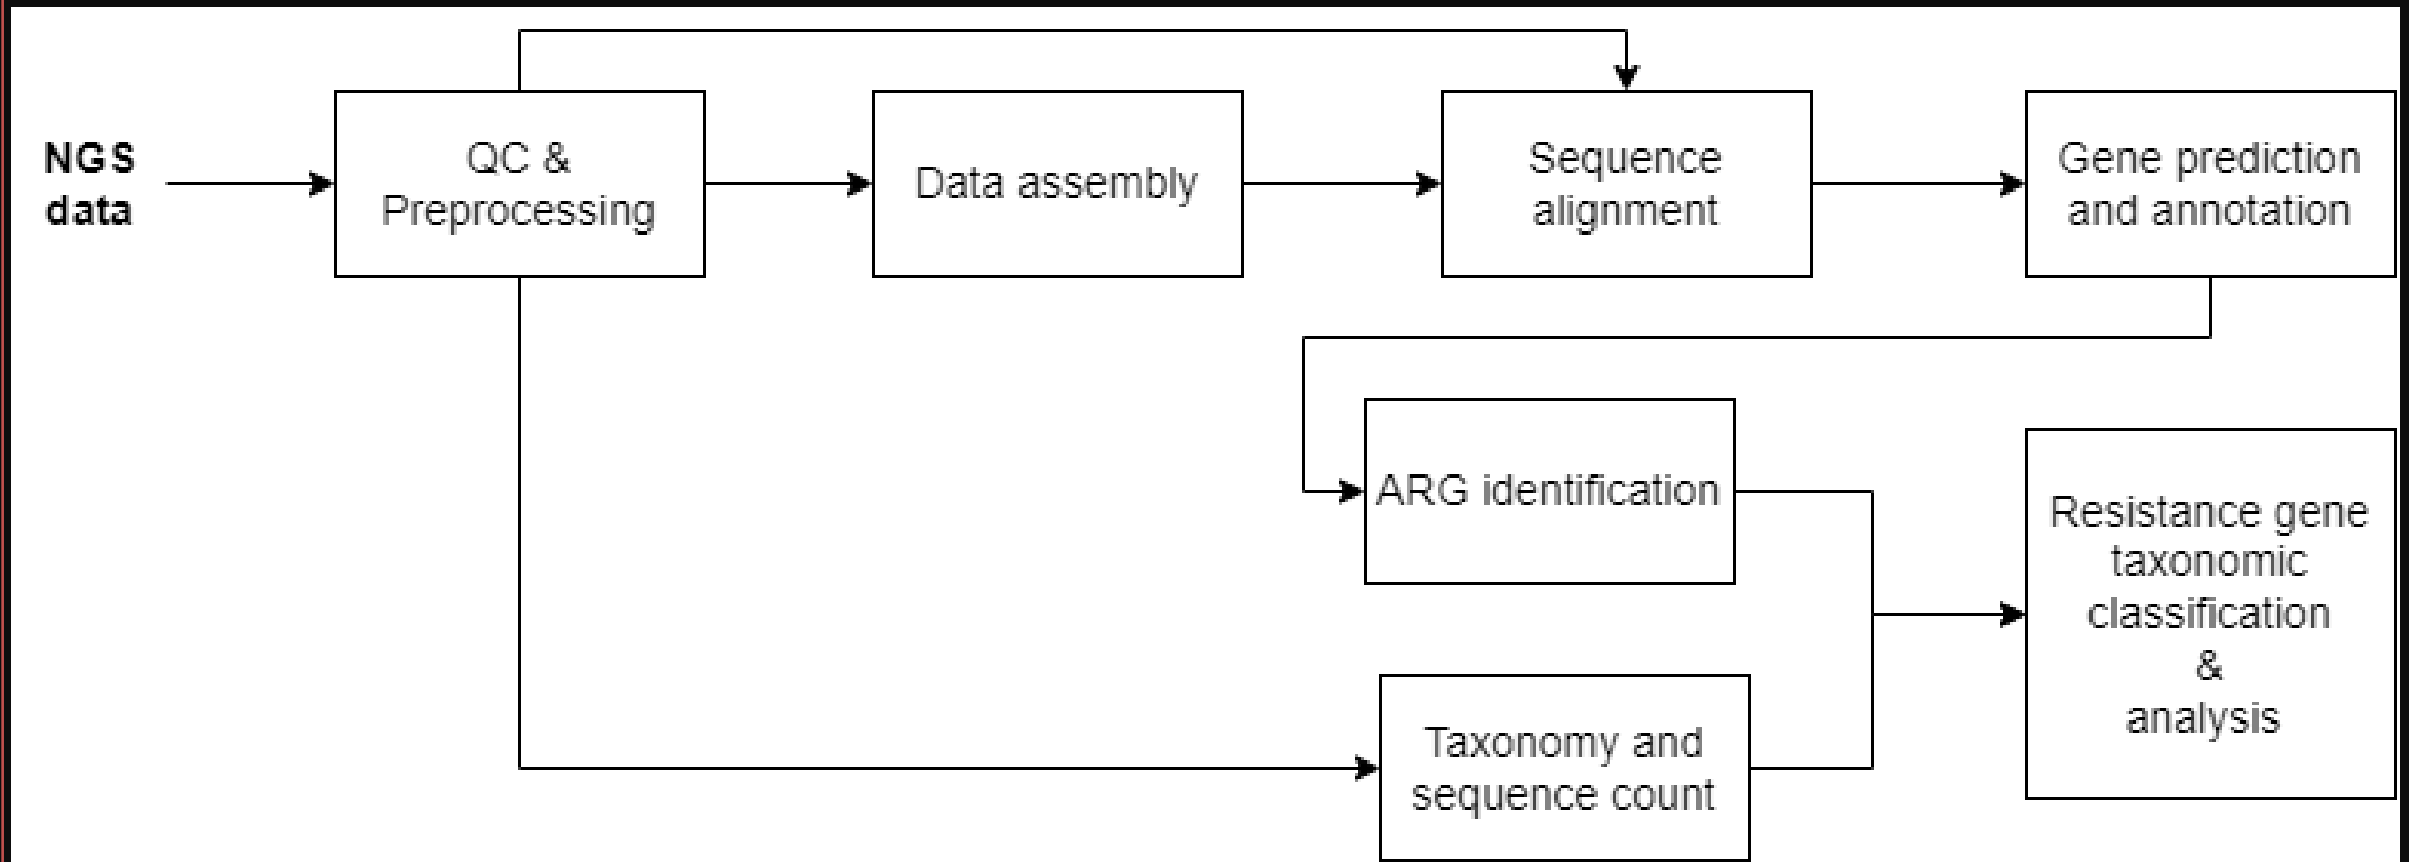 NGS
data
QC &
Preprocessing
Data assembly
Sequence
alignment
Gene prediction
and annotation
ARG identification
Resistance gene
taxonomic
classification
&
analysis
Taxonomy and
sequence count